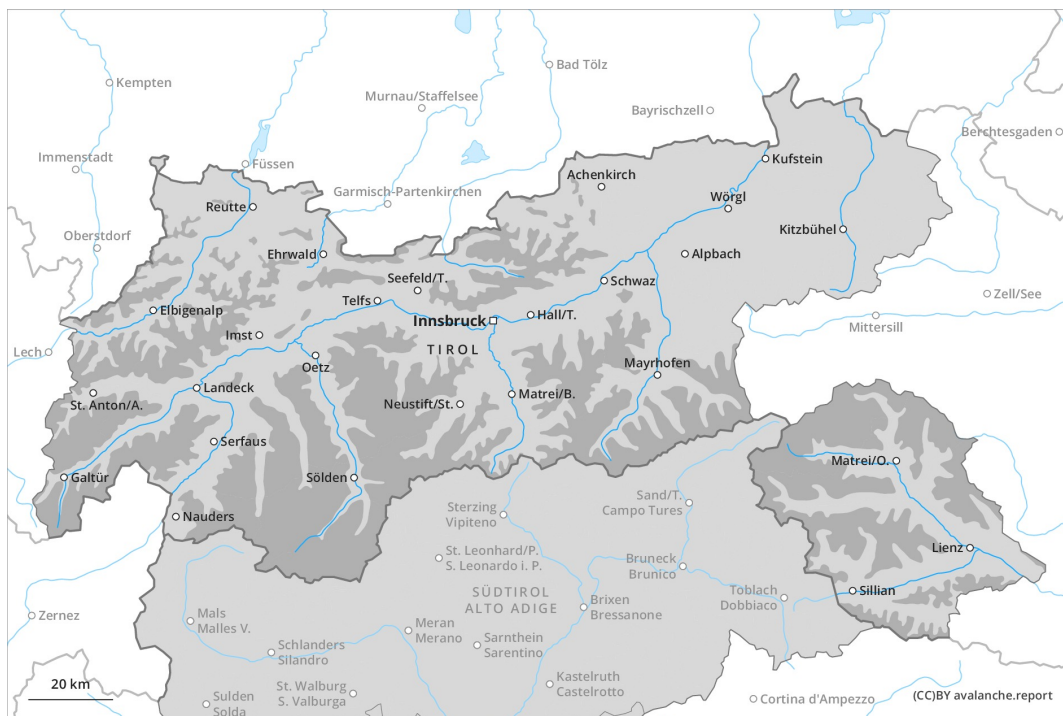 Kempten
Bad Tölz
Murnau/Staffelsee
Bayrischzell
Berchtesgaden
Immenstadt
Füssen
Kufstein
Achenkirch
Garmisch-Partenkirchen
Reutte
Wörgl
Oberstdorf
Kitzbühel
Ehrwald
Alpbach
Seefeld/T.
Schwaz
Zell/See
Telfs
Elbigenalp
Innsbruck
Hall/T.
Mittersill
Imst
TIROL
Lech
Oetz
Mayrhofen
Landeck
St. Anton/A.
Neustift/St.
Matrei/B.
Serfaus
Matrei/O.
Galtür
Sölden
Sand/T.
Campo Tures
Sterzing
Vipiteno
Nauders
Lienz
St. Leonhard/P.
S. Leonardo i. P.
Bruneck
Brunico
SÜDTIROL
ALTO ADIGE
Sillian
Toblach
Dobbiaco
Brixen
Bressanone
Zernez
Mals
Malles V.
Meran
Merano
Sarnthein
Sarentino
Schlanders
Silandro
20 km
Kastelruth
Castelrotto
St. Walburg
S. Valburga
Sulden
Solda
Cortina d'Ampezzo
(CC)BY avalanche.report